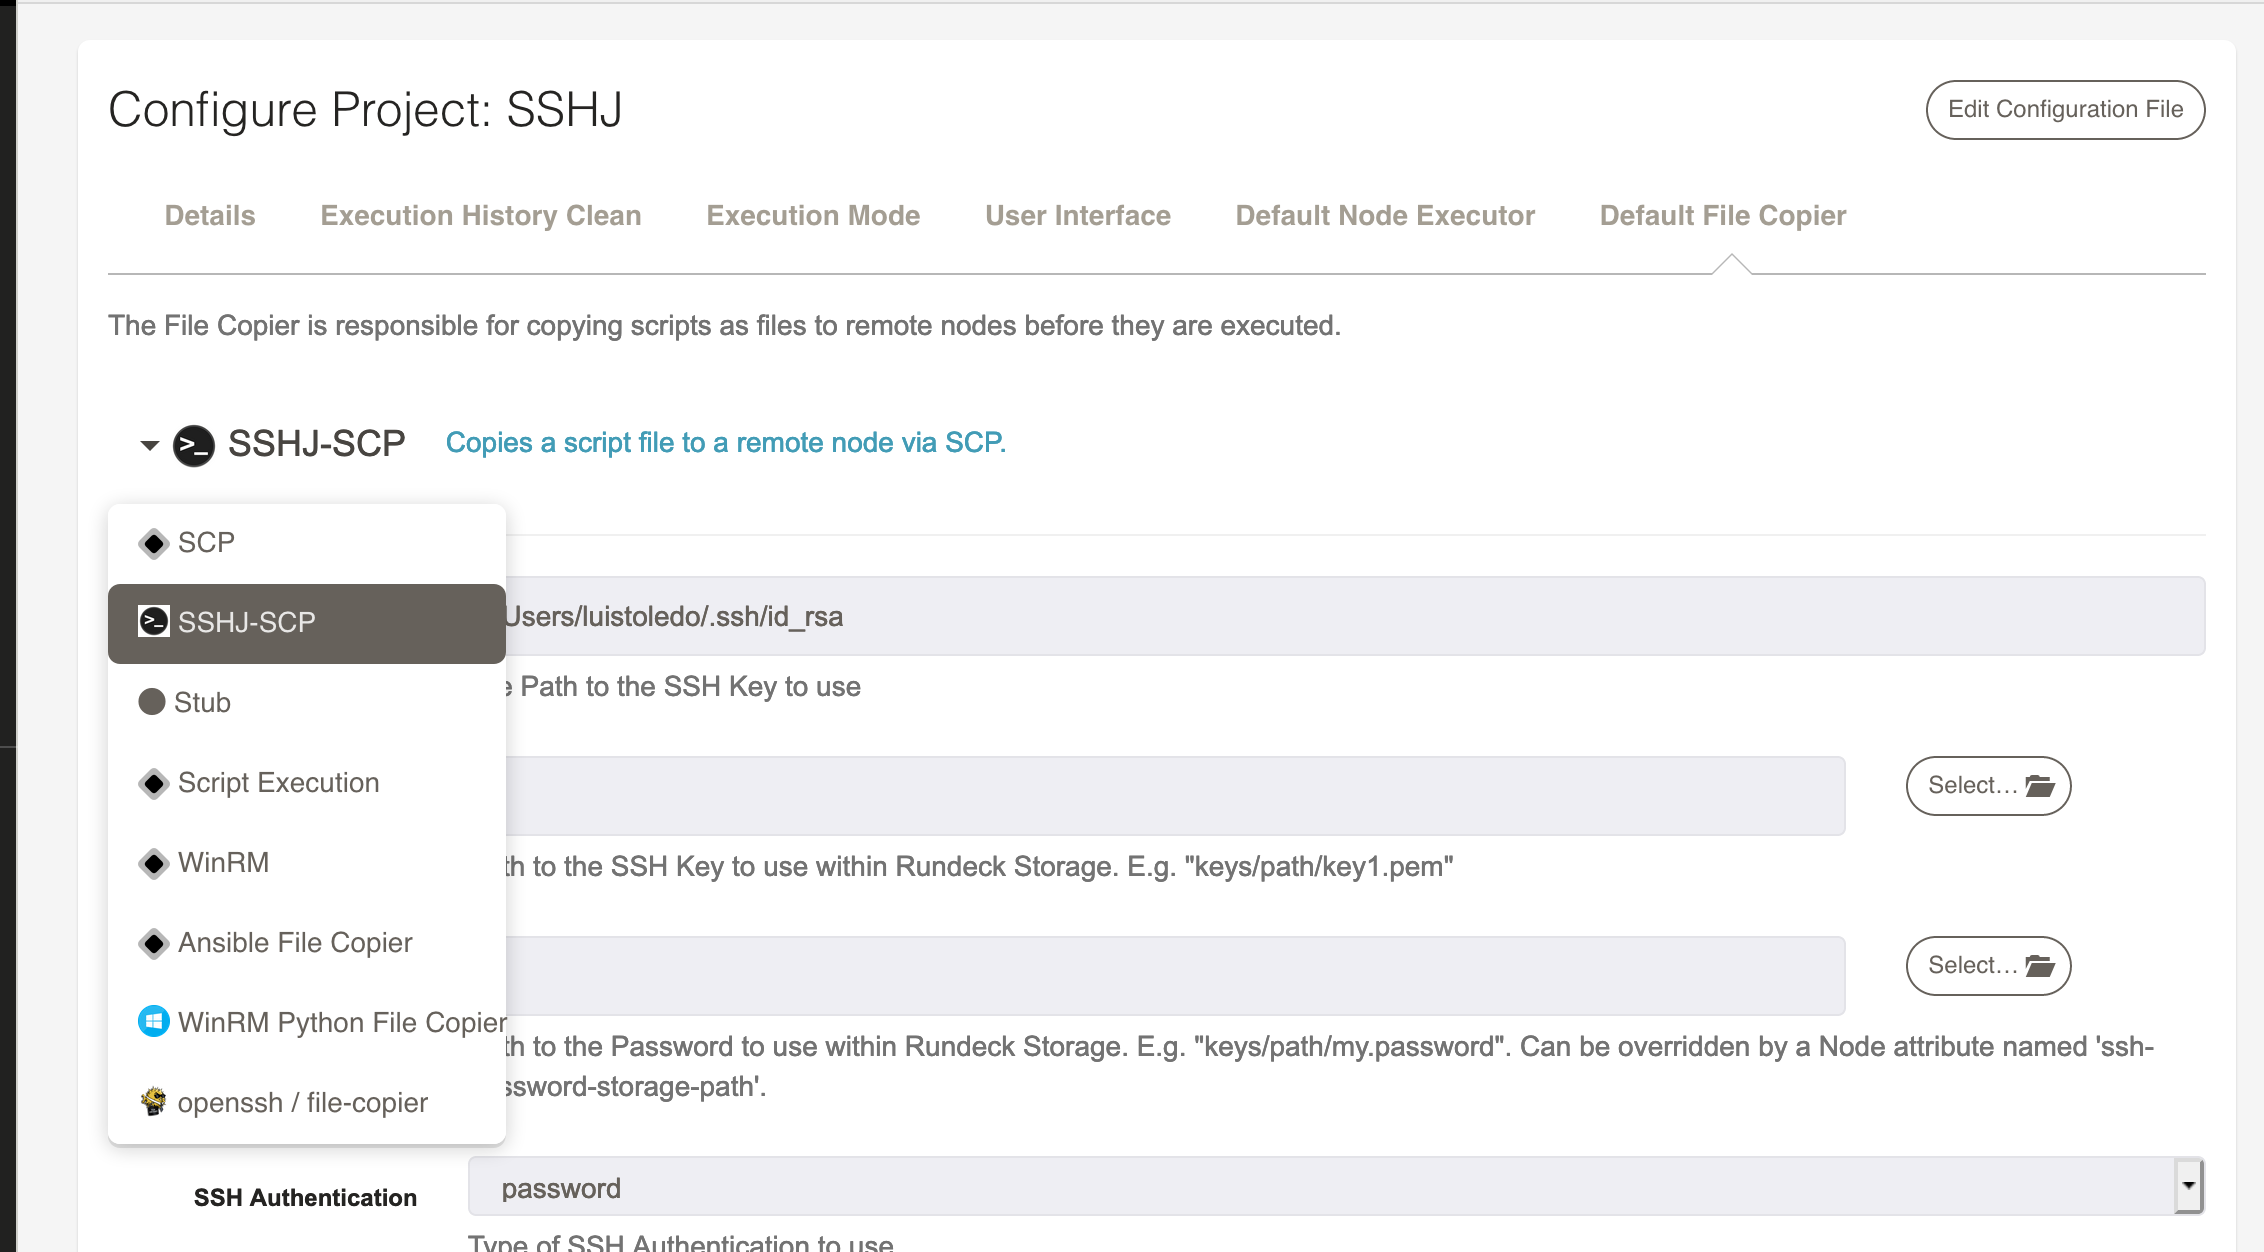 Configure Project: SSHJ
Edit Configuration File
Details Execution History Clean Execution Mode User Interface Default Node Executor Default File Copier
The File Copier is responsible for copying scripts as files to remote nodes before they are executed.
>_ SSHJ-SCP Copies a script file to a remote node via SCP.
SCP
>_ SSHJ-SCP
Users/luistoledo/.ssh/id_rsa
Path to the SSH Key to use
Stub
Script Execution
Select...
WinRM
th to the SSH Key to use within Rundeck Storage. E.g. "keys/path/key1.pem"
Ansible File Copier
Select...
WinRM Python File Copier
th to the Password to use within Rundeck Storage. E.g. "keys/path/my.password". Can be overridden by a Node attribute named 'ssh-
ssword-storage-path'.
openssh / file-copier
SSH Authentication password
Type of SSH Authentication to use